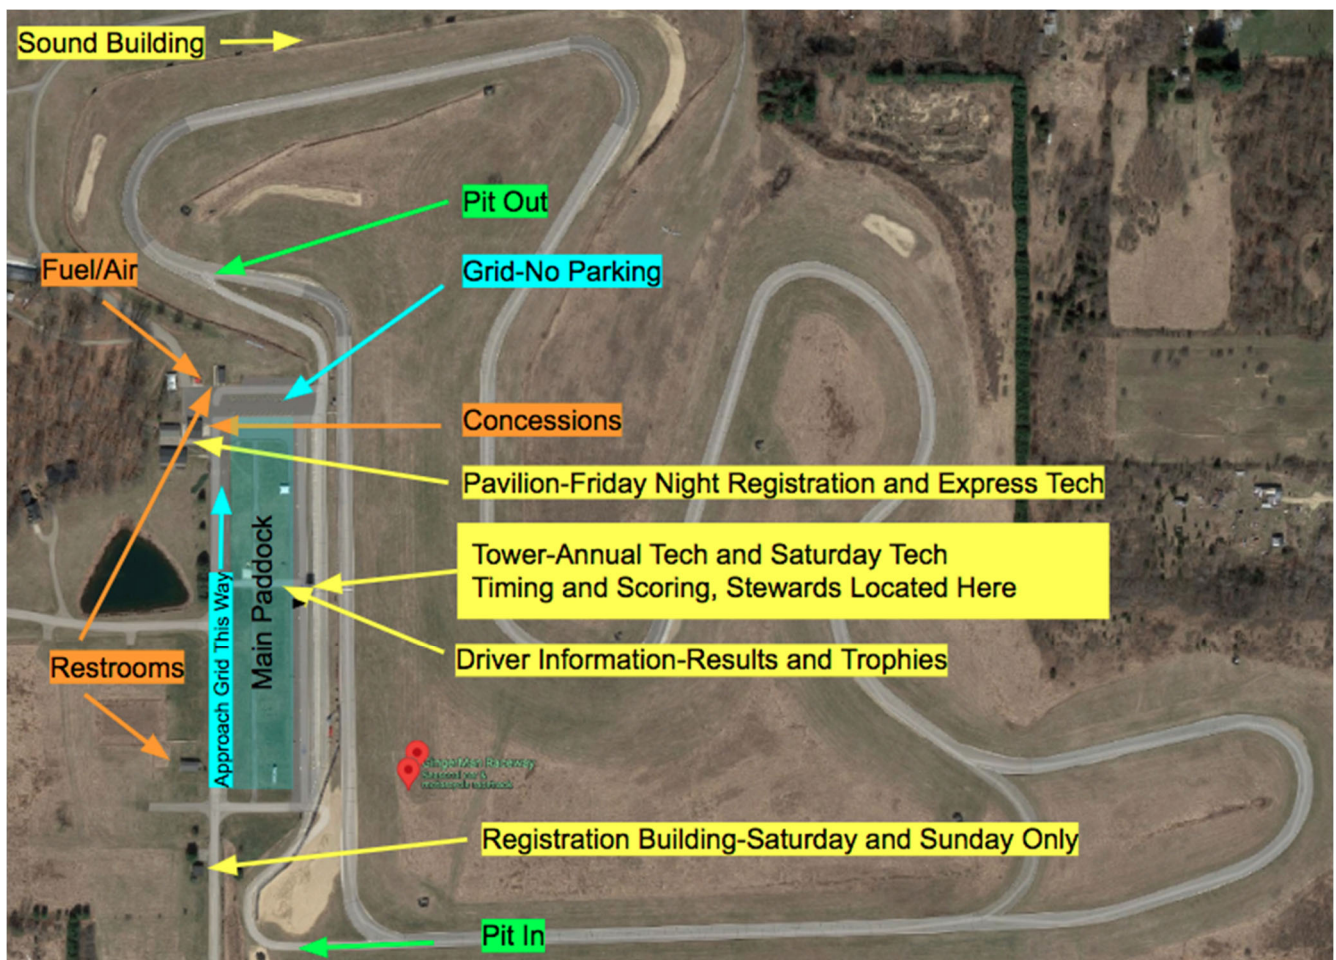 Sound Building
Pit Out
Fuel/Air
Grid-No Parking
Concessions
Pavilion-Friday Night Registration and Express Tech
Tower-Annual Tech and Saturday Tech
Timing and Scoring, Stewards Located Here
Main Paddock
Approach Grid This Way
Driver Information-Results and Trophies
Restrooms
GingerMan Raceway
Registration Building-Saturday and Sunday Only
Pit In